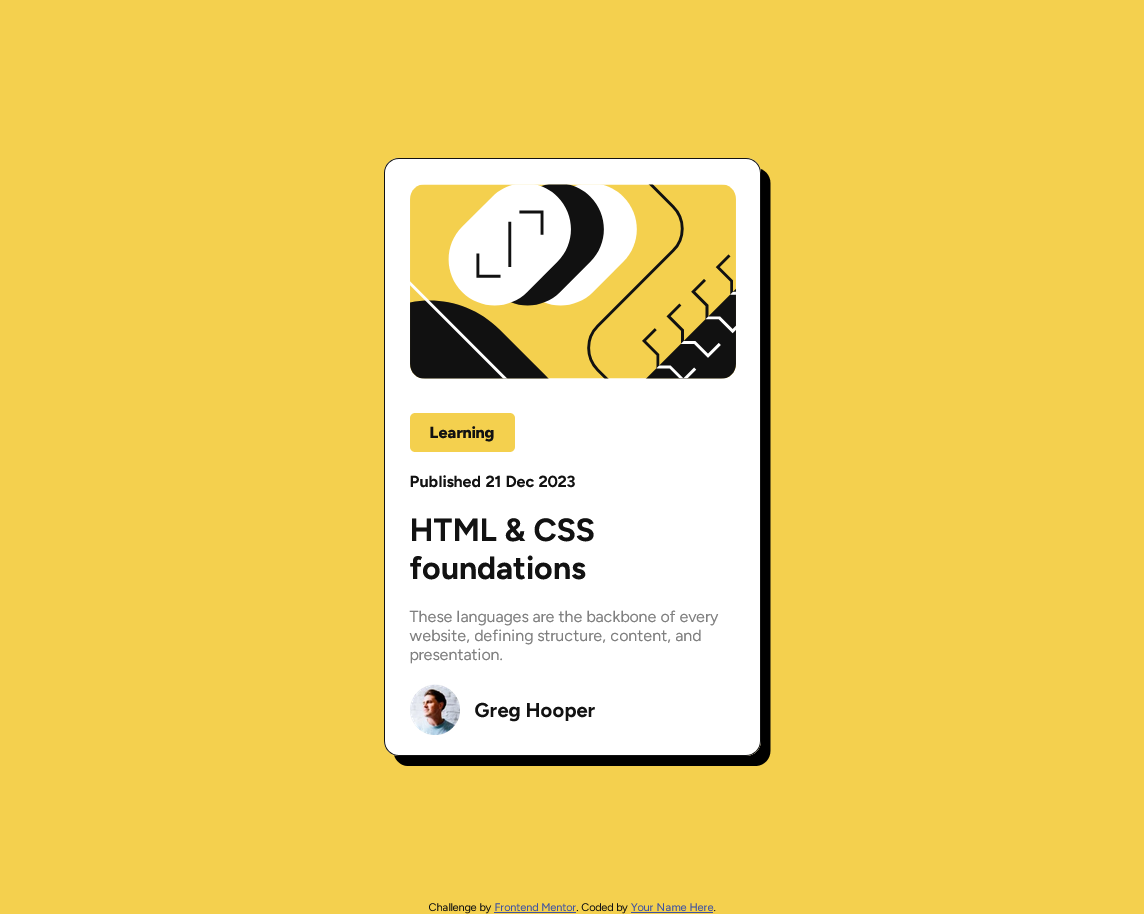 Learning
Published 21 Dec 2023
HTML & CSS
foundations
These languages are the backbone of every
website, defining structure, content, and
presentation.
Greg Hooper
Challenge by Frontend Mentor. Coded by Your Name Here.